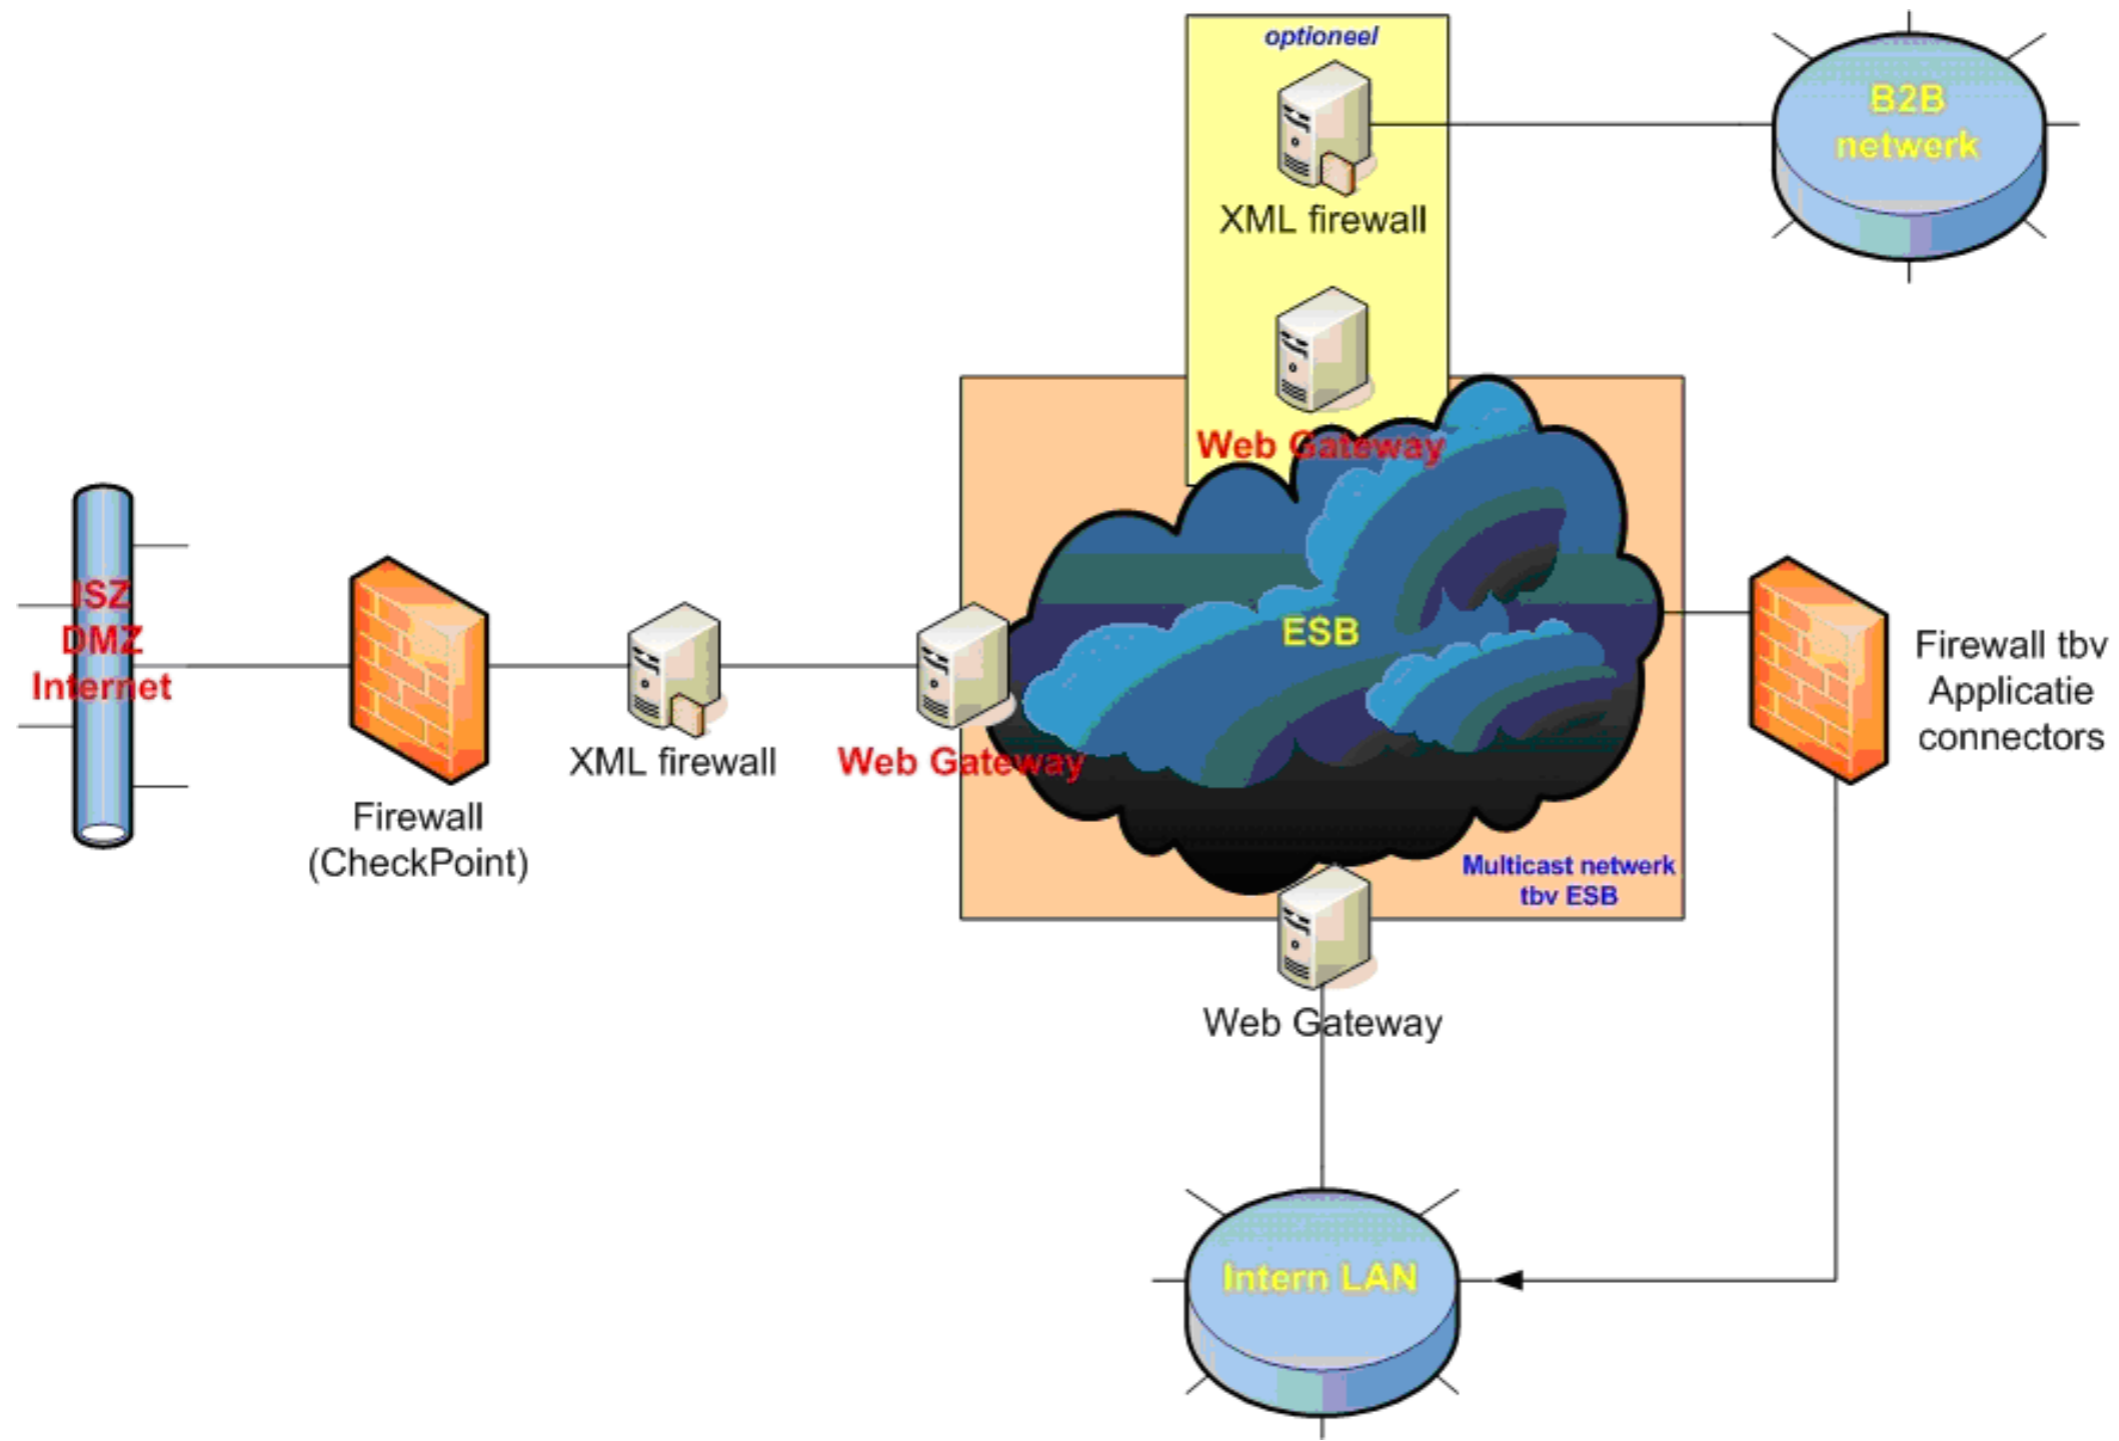 optioneel
B2B
netwerk
XML firewall
Web Gateway
ISZ
DMZ
Internet
ESB
Firewall tbv
Applicatie
connectors
XML firewall
Web Gateway
Firewall
(CheckPoint)
Multicast netwerk
tbv ESB
Web Gateway
Intern LAN